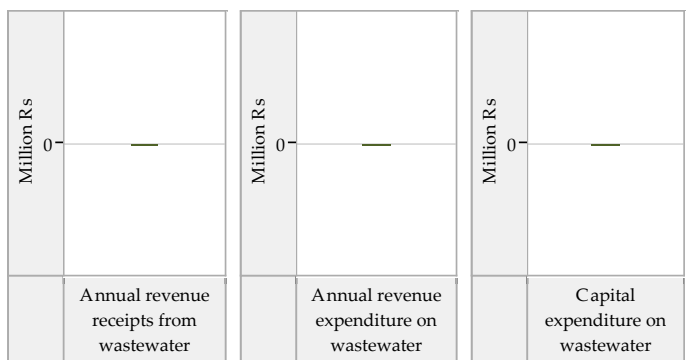 Million Rs
0
Annual revenue
receipts from
wastewater
Million Rs
0
Annual revenue
expenditure on
wastewater
Million Rs
0
Capital
expenditure on
wastewater